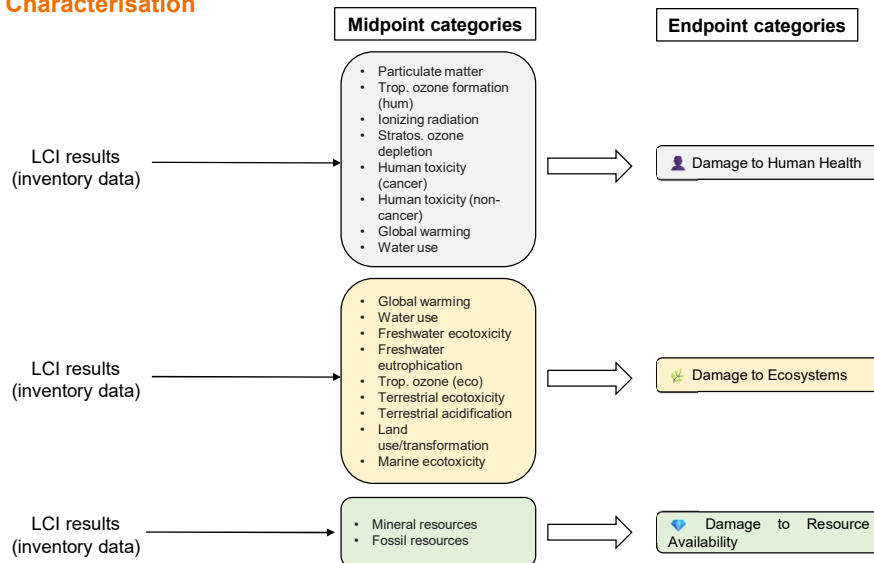 Characterisation
Midpoint categories
Endpoint categories
LCI results
(inventory data)
• Particulate matter
• Trop. ozone formation
(hum)
• Ionizing radiation
• Stratos. ozone
depletion
• Human toxicity
(cancer)
• Human toxicity (non-
cancer)
• Global warming
• Water use
Damage to Human Health
LCI results
(inventory data)
• Global warming
• Water use
• Freshwater ecotoxicity
• Freshwater
eutrophication
• Trop. ozone (eco)
• Terrestrial ecotoxicity
• Terrestrial acidification
• Land
use/transformation
• Marine ecotoxicity
Damage to Ecosystems
LCI results
(inventory data)
• Mineral resources
• Fossil resources
Damage to Resource
Availability